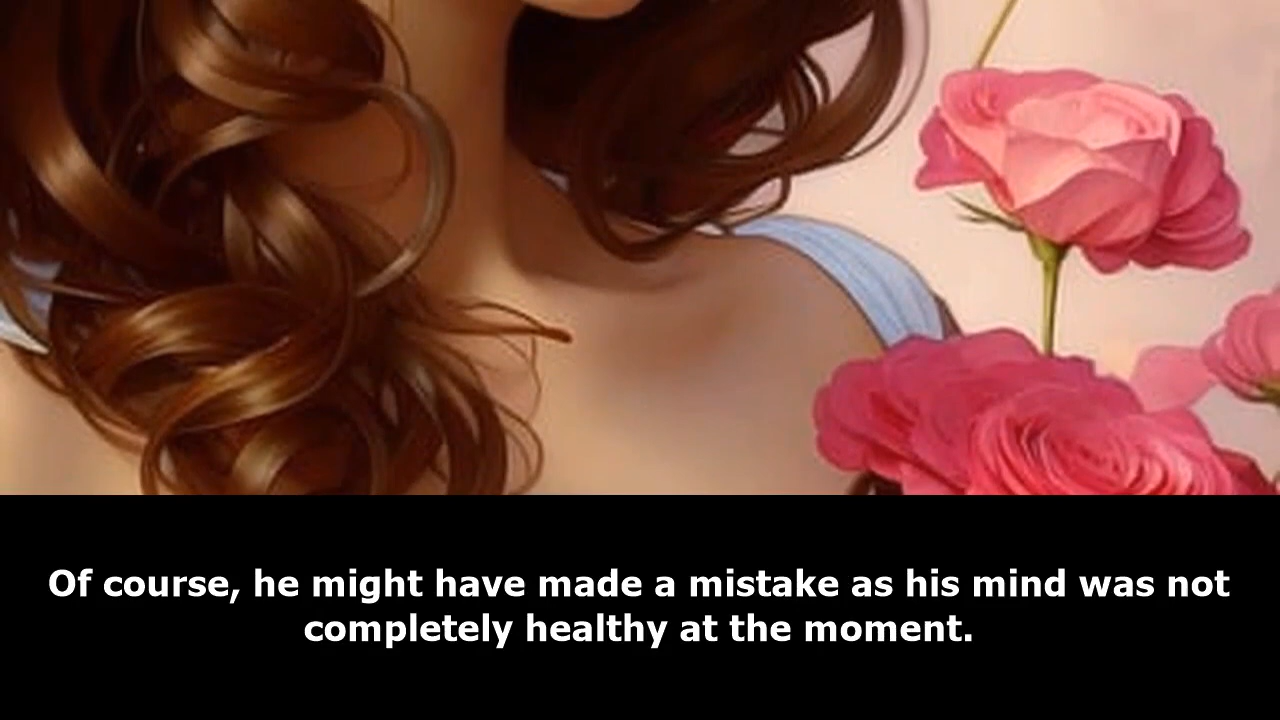 Of course, he might have made a mistake as his mind was not
completely healthy at the moment.